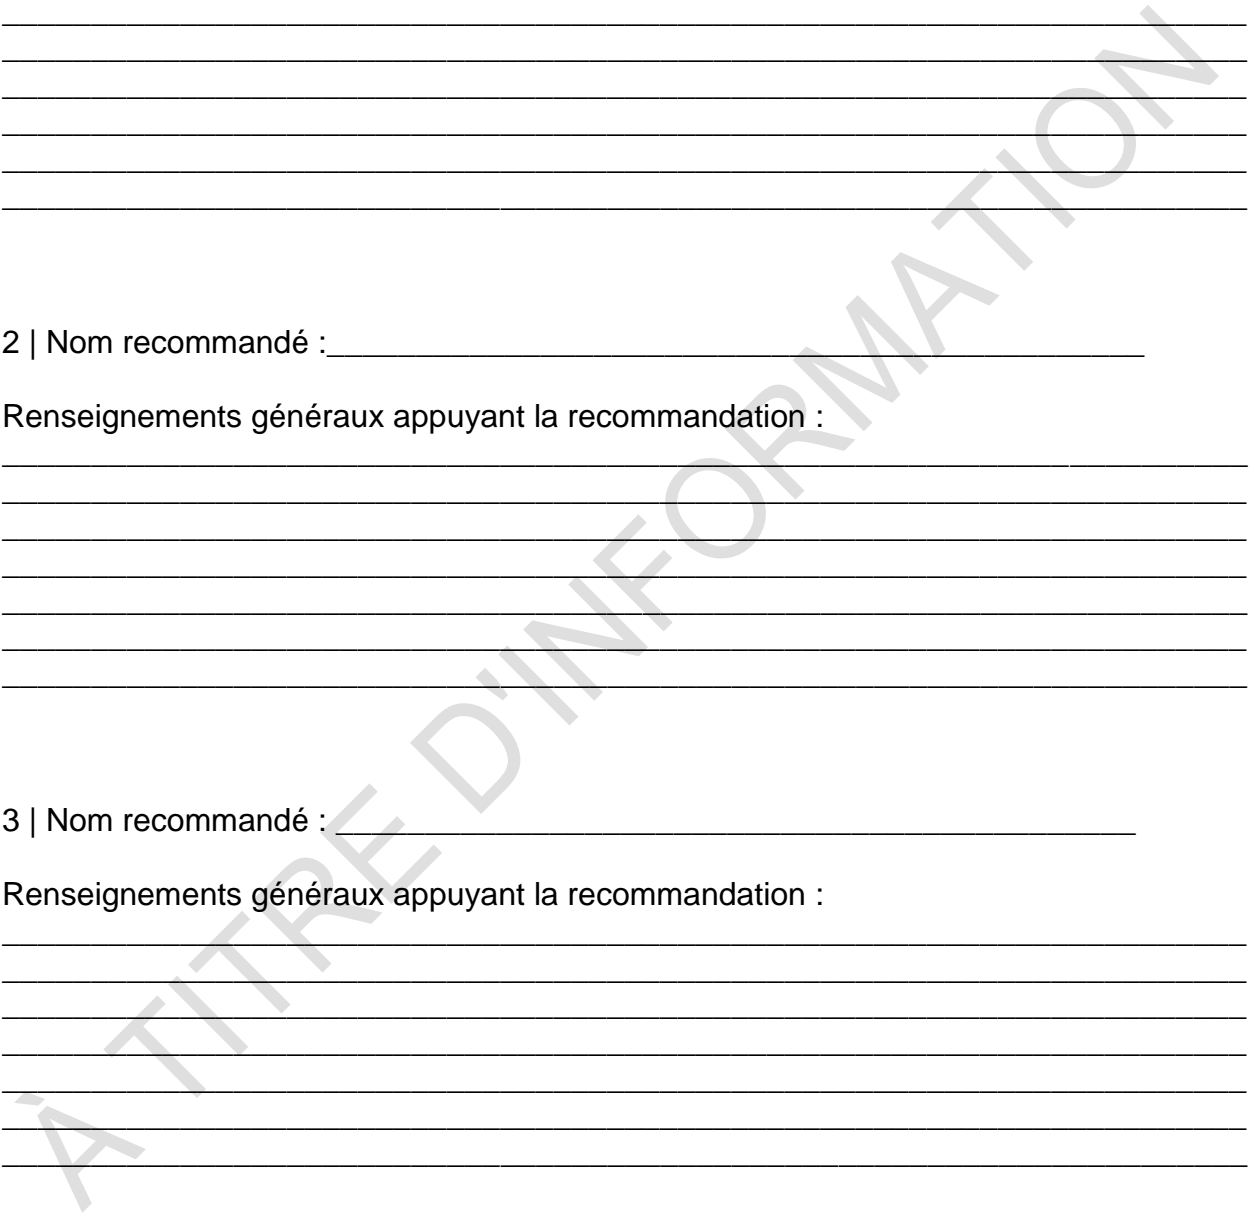 2 | Nom recommandé :
Renseignements généraux appuyant la recommandation :
3 | Nom recommandé :
Renseignements généraux appuyant la recommandation :
À TITRE D'INFORMATION